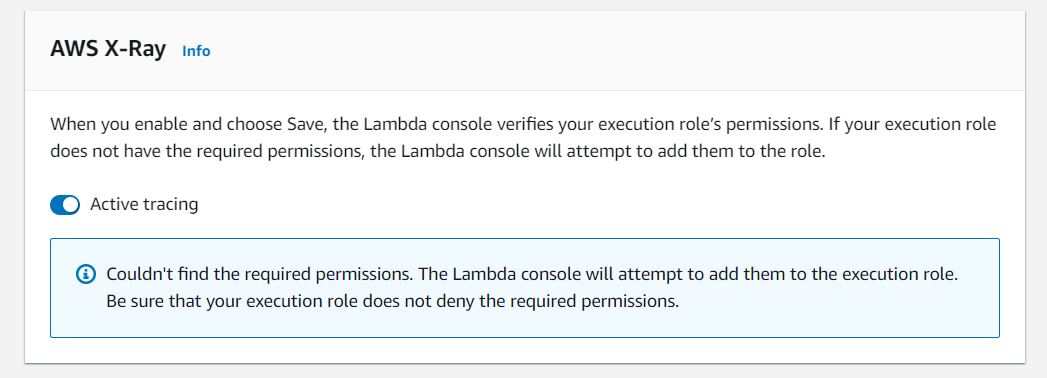 AWS X-Ray Info
When you enable and choose Save, the Lambda console verifies your execution role’s permissions. If your execution role
does not have the required permissions, the Lambda console will attempt to add them to the role.
Active tracing
Couldn't find the required permissions. The Lambda console will attempt to add them to the execution role.
Be sure that your execution role does not deny the required permissions.